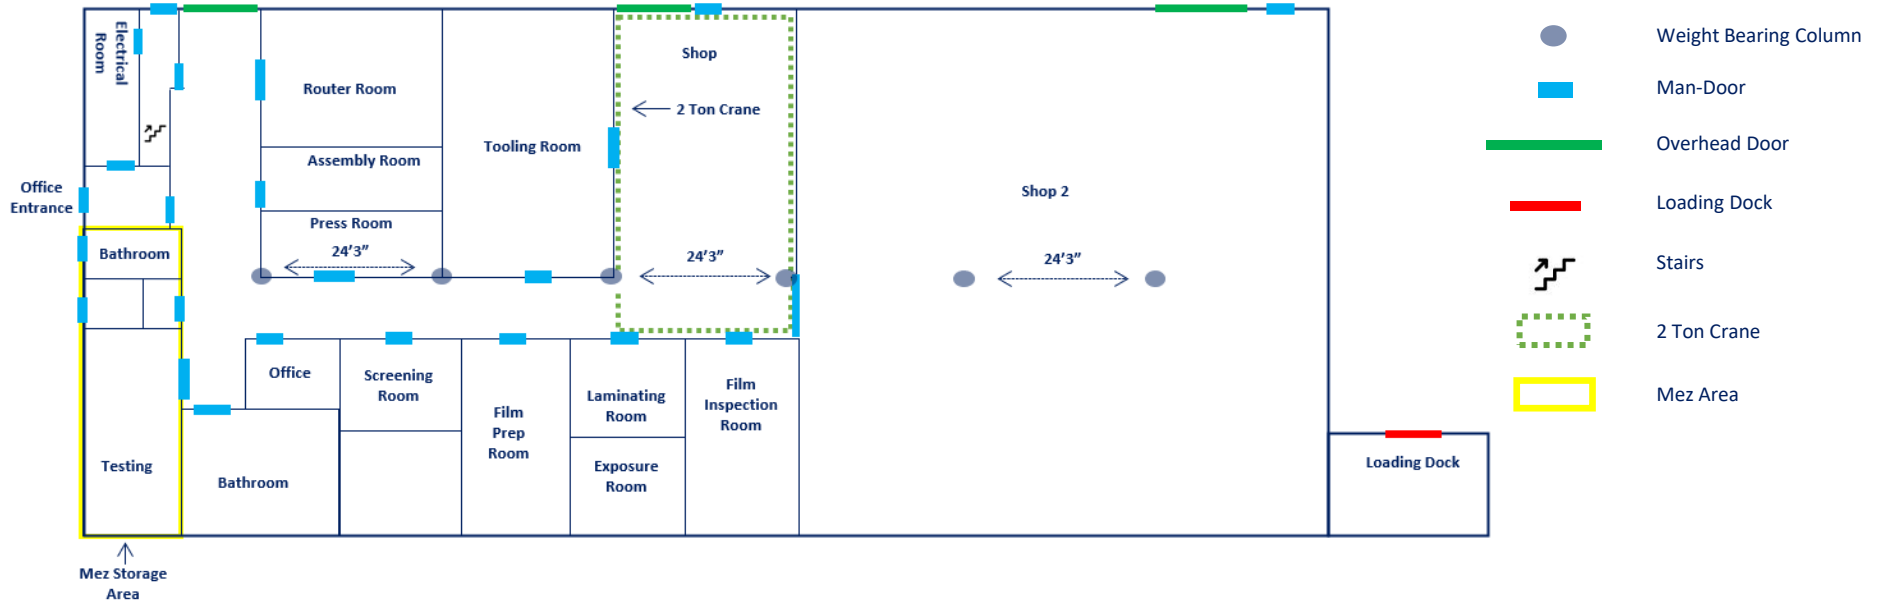 Electrical
Room
Router Room
Assembly Room
Press Room
24'3”
Tooling Room
Shop
2 Ton Crane
24'3”
Shop 2
24'3”
Office
Entrance
Bathroom
Testing
Bathroom
Office
Screening
Room
Film
Prep
Room
Laminating
Room
Exposure
Room
Film
Inspection
Room
Loading Dock
Mez Storage
Area
Weight Bearing Column
Man-Door
Overhead Door
Loading Dock
Stairs
2 Ton Crane
Mez Area